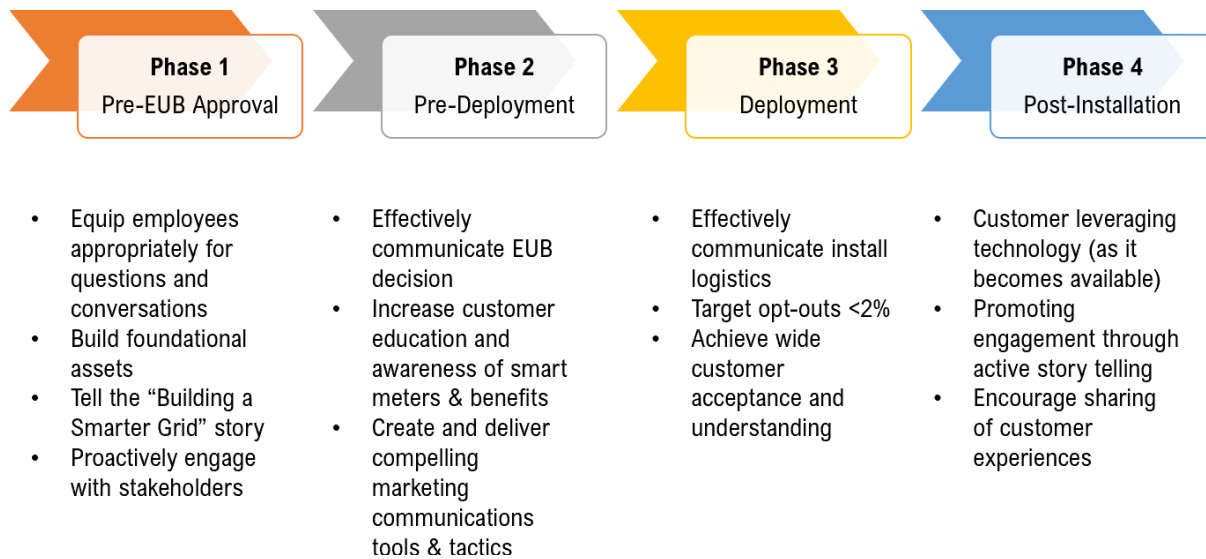 Phase 1
Pre-EUB Approval
Phase 2
Pre-Deployment
Phase 3
Deployment
Phase 4
Post-Installation
• Equip employees
appropriately for
questions and
conversations
• Build foundational
assets
• Tell the “Building a
Smarter Grid” story
• Proactively engage
with stakeholders
• Effectively
communicate EUB
decision
• Increase customer
education and
awareness of smart
meters & benefits
• Create and deliver
compelling
marketing
communications
tools & tactics
• Effectively
communicate install
logistics
• Target opt-outs <2%
• Achieve wide
customer
acceptance and
understanding
• Customer leveraging
technology (as it
becomes available)
• Promoting
engagement through
active story telling
• Encourage sharing
of customer
experiences